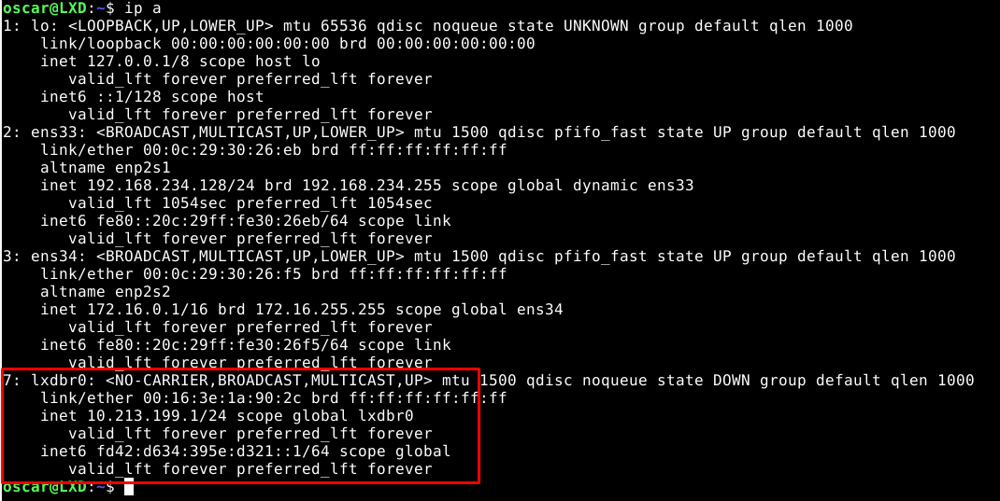 oscar@LXD:~$ ip a
1: lo: <LOOPBACK,UP,LOWER_UP> mtu 65536 qdisc noqueue state UNKNOWN group default qlen 1000
    link/loopback 00:00:00:00:00:00 brd 00:00:00:00:00:00
    inet 127.0.0.1/8 scope host lo
       valid_lft forever preferred_lft forever
    inet6 ::1/128 scope host
       valid_lft forever preferred_lft forever
2: ens33: <BROADCAST,MULTICAST,UP,LOWER_UP> mtu 1500 qdisc pfifo_fast state UP group default qlen 1000
    link/ether 00:0c:29:30:26:eb brd ff:ff:ff:ff:ff:ff
    altname enp2s1
    inet 192.168.234.128/24 brd 192.168.234.255 scope global dynamic ens33
       valid_lft 1054sec preferred_lft 1054sec
    inet6 fe80::20c:29ff:fe30:26eb/64 scope link
       valid_lft forever preferred_lft forever
3: ens34: <BROADCAST,MULTICAST,UP,LOWER_UP> mtu 1500 qdisc pfifo_fast state UP group default qlen 1000
    link/ether 00:0c:29:30:26:f5 brd ff:ff:ff:ff:ff:ff
    altname enp2s2
    inet 172.16.0.1/16 brd 172.16.255.255 scope global ens34
       valid_lft forever preferred_lft forever
    inet6 fe80::20c:29ff:fe30:26f5/64 scope link
       valid_lft forever preferred_lft forever
7: lxdbr0: <NO-CARRIER,BROADCAST,MULTICAST,UP> mtu 1500 qdisc noqueue state DOWN group default qlen 1000
    link/ether 00:16:3e:1a:90:2c brd ff:ff:ff:ff:ff:ff
    inet 10.213.199.1/24 scope global lxdbr0
       valid_lft forever preferred_lft forever
    inet6 fd42:d634:395e:d321::1/64 scope global
       valid_lft forever preferred_lft forever
oscar@LXD:~$